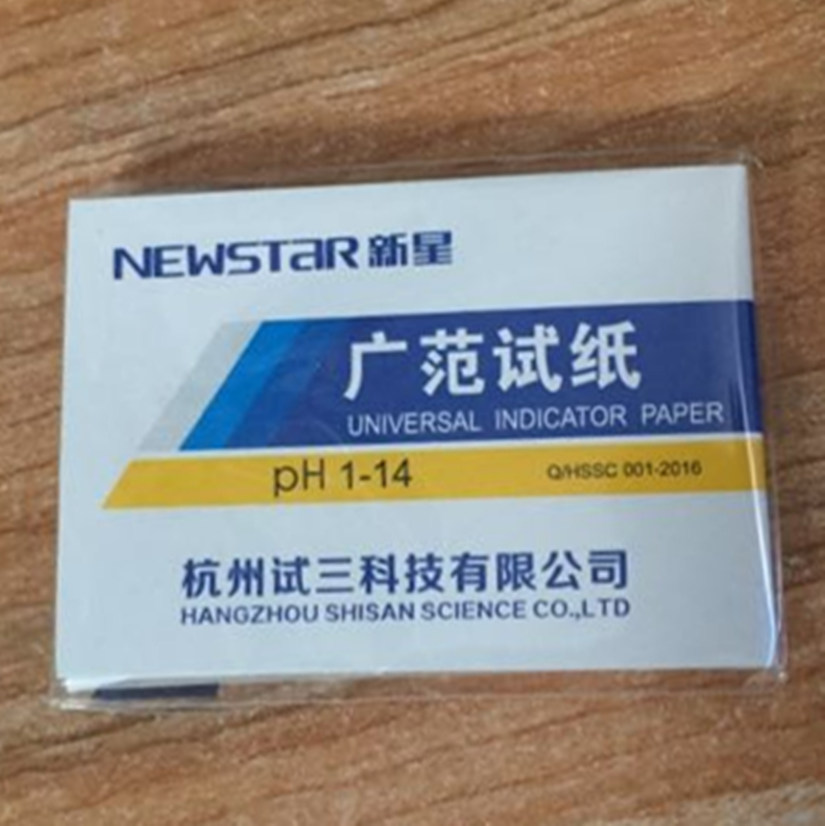 NEWSTAR 新星
广范试纸
UNIVERSAL INDICATOR PAPER
pH 1-14 Q/HSSC 001-2016
杭州试三科技有限公司
HANGZHOU SHISAN SCIENCE CO.,LTD